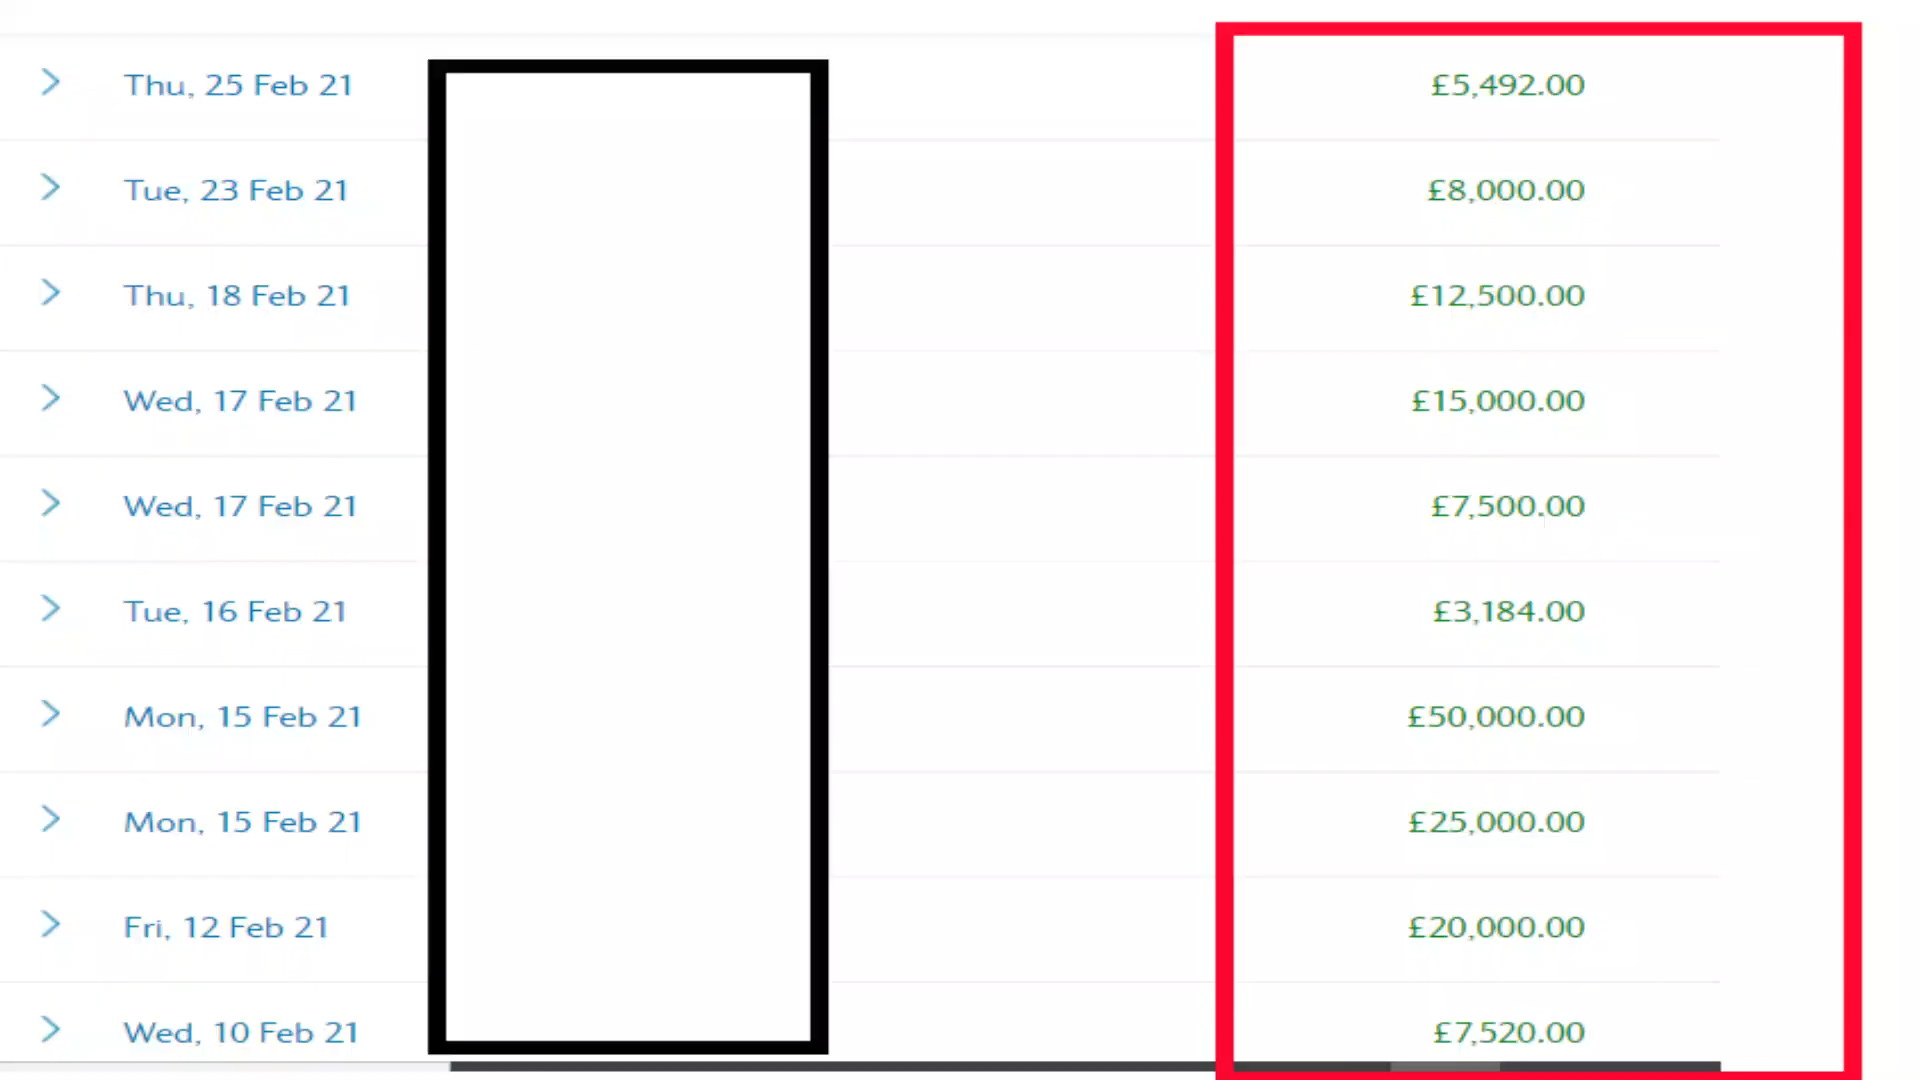 Thu, 25 Feb 21 £5,492.00
Tue, 23 Feb 21 £8,000.00
Thu, 18 Feb 21 £12,500.00
Wed, 17 Feb 21 £15,000.00
Wed, 17 Feb 21 £7,500.00
Tue, 16 Feb 21 £3,184.00
Mon, 15 Feb 21 £50,000.00
Mon, 15 Feb 21 £25,000.00
Fri, 12 Feb 21 £20,000.00
Wed, 10 Feb 21 £7,520.00